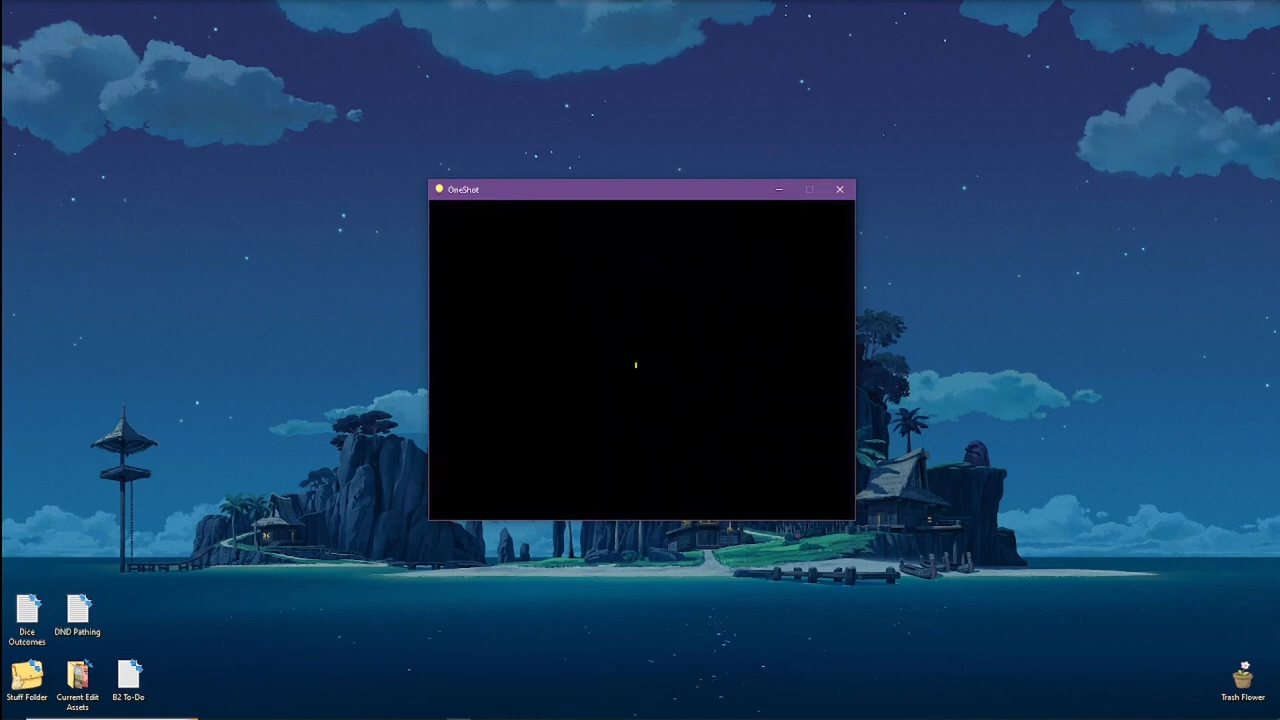 OneShot
Dice
Outcomes
DND Pathing
Stuff Folder
Current Edit
Assets
B2 To-Do
Trash Flower